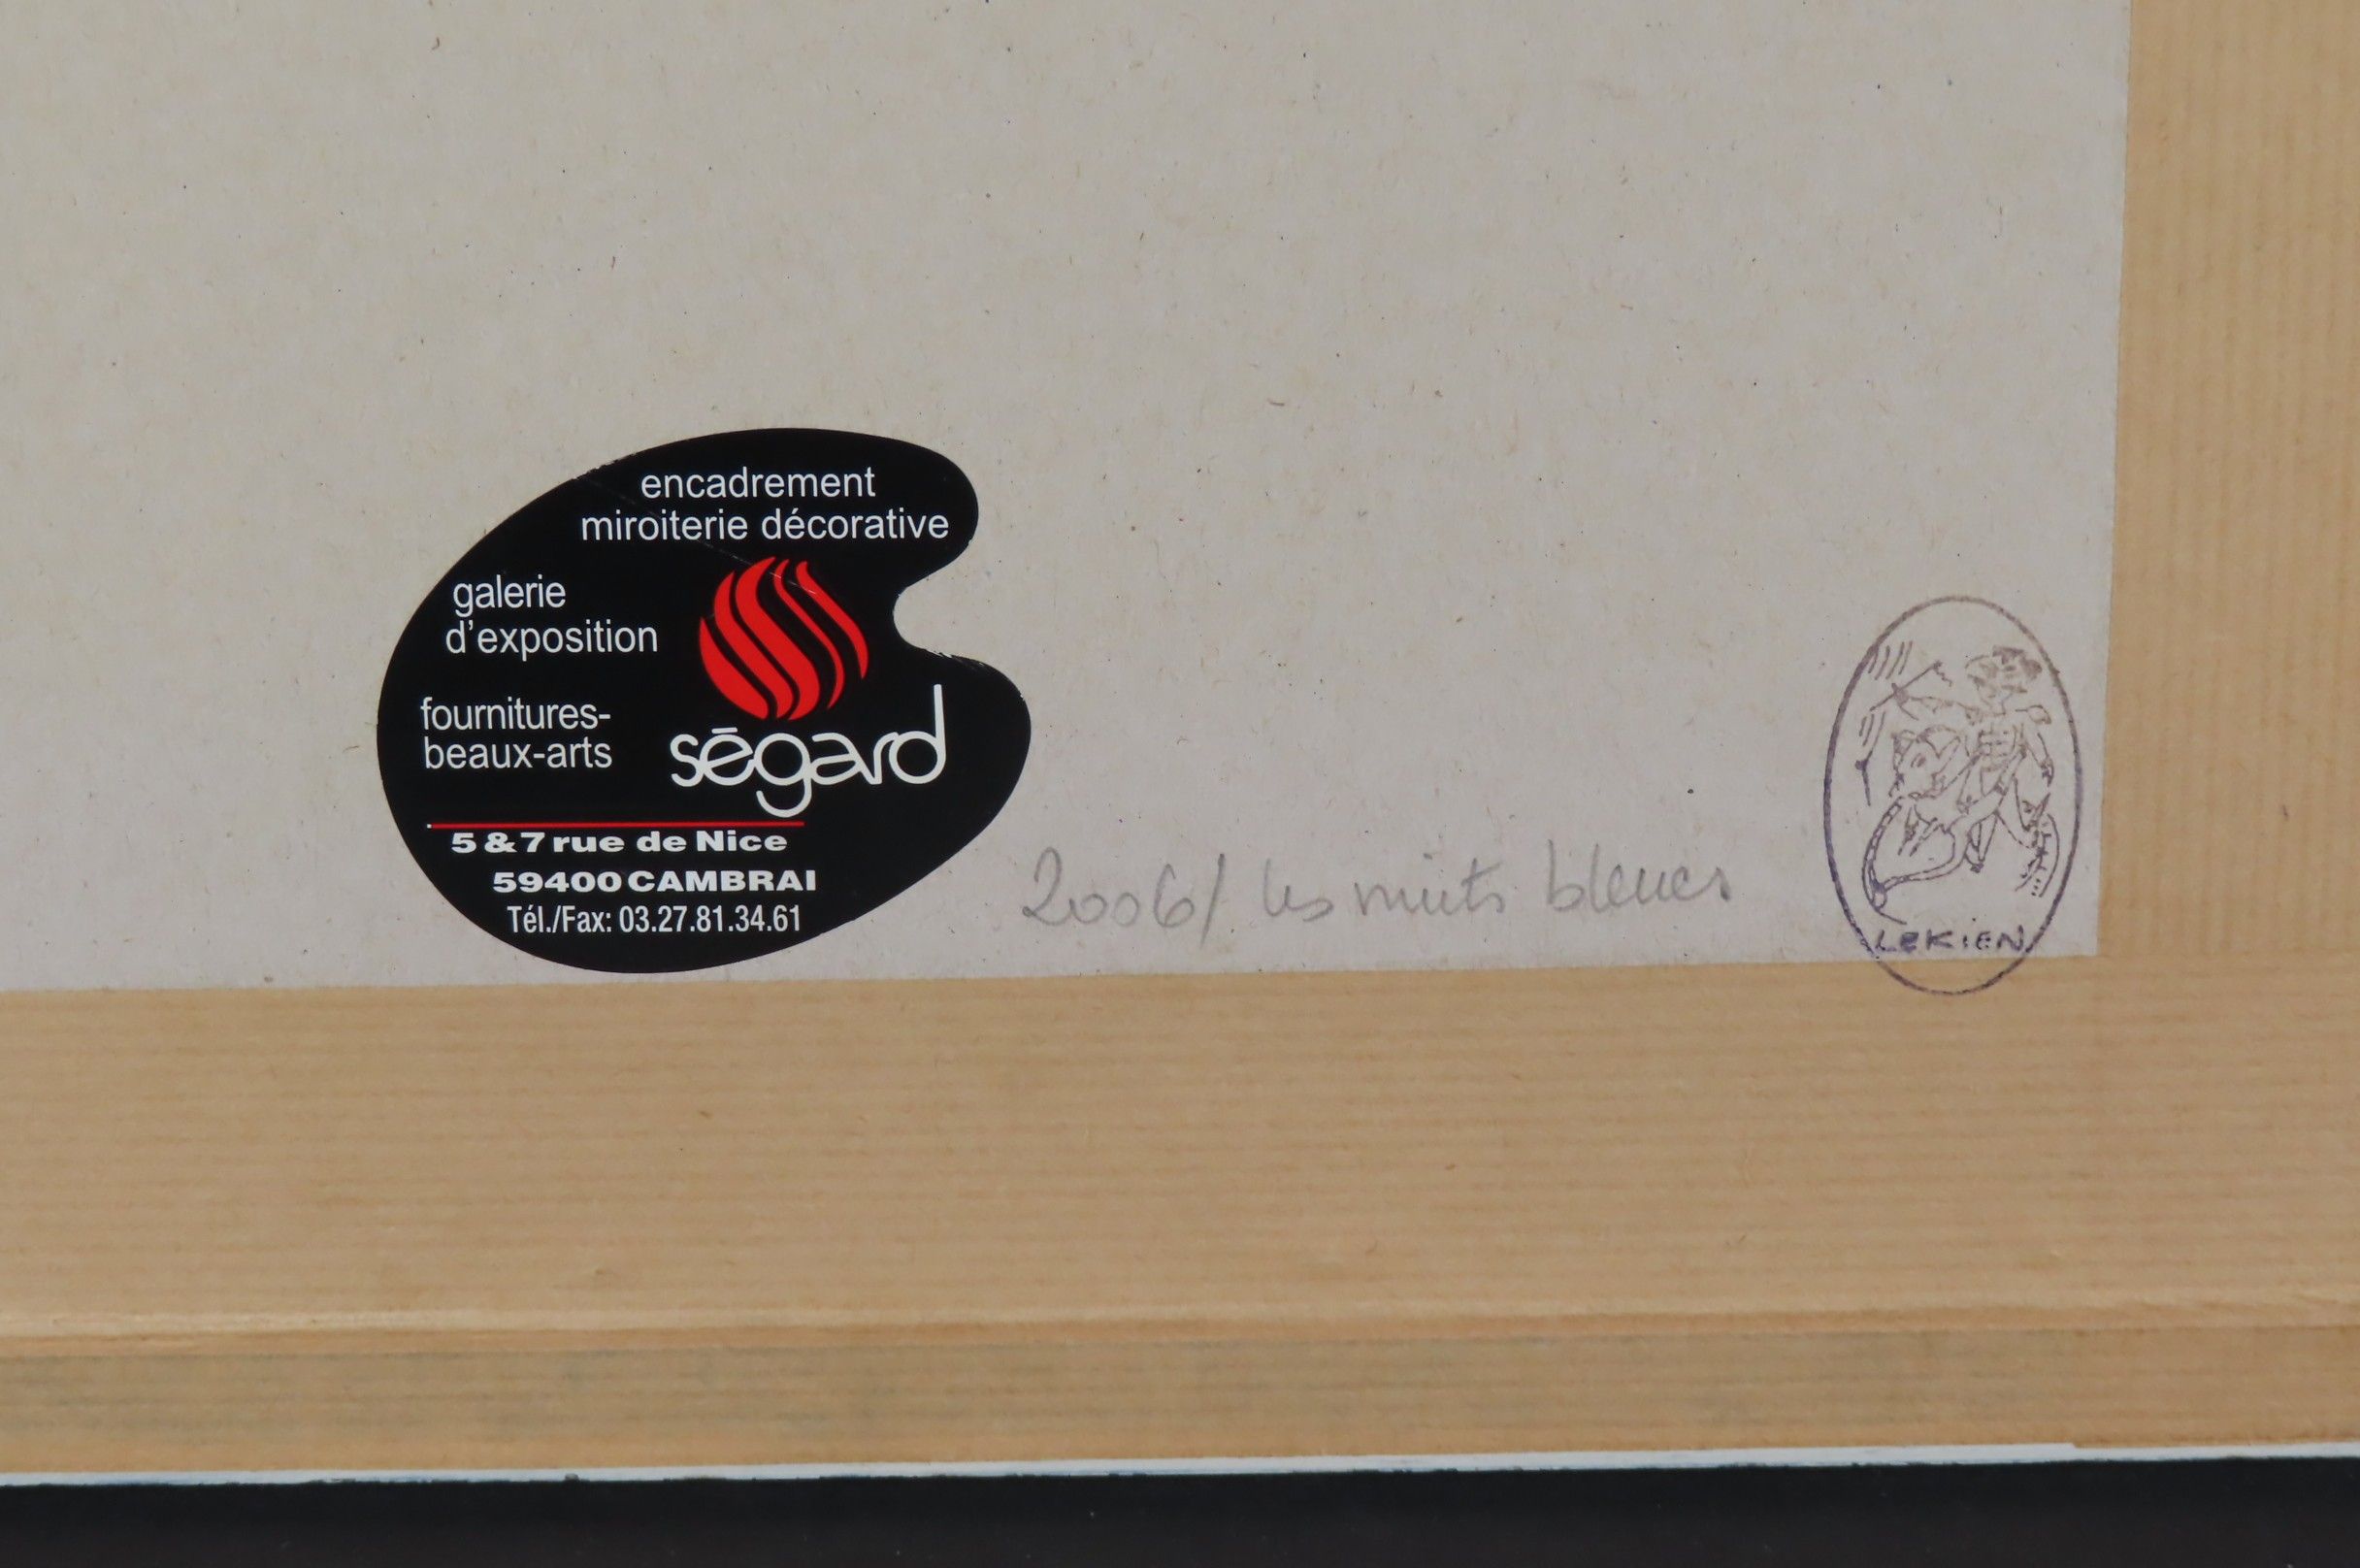 encadrement
miroiterie décorative
galerie
d'exposition
fournitures-
beaux-arts
ségard
5 & 7 rue de Nice
59400 CAMBRAI
Tél./Fax: 03.27.81.34.61
2006/ les nuits bleues
LEKiEN